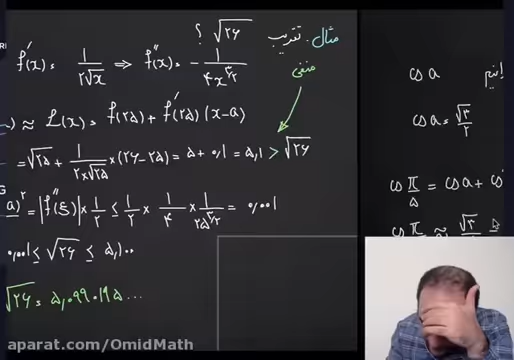 مثال. تقریب √۲۶ ؟
منفی
f'(x) = 1/(۲√x) ⟹ f''(x) = -1/(۴x^(۳/۲))
≈ L(x) = f(۲۵) + f'(۲۵)(x-a)
= √۲۵ + 1/(۲×√۲۵) × (۲۶-۲۵) = ۵ + ۰٫۱ = ۵٫۱ > √۲۶
a)^۲ = |f''(ξ)| × 1/۲ ≤ 1/۲ × 1/۴ × 1/۲۵^(۳/۲) = ۰٫۰۰۱
۰٫۰۰۱ ≤ √۲۶ ≤ ۵٫۱۰۰
√۲۶ = ۵٫۰۹۹۰۱۹۵...
cos a
cos a = √۳/۲
cos π/۵ = cos a +
cos π/۵ ≈ √۳/۲
aparat.com/OmidMath